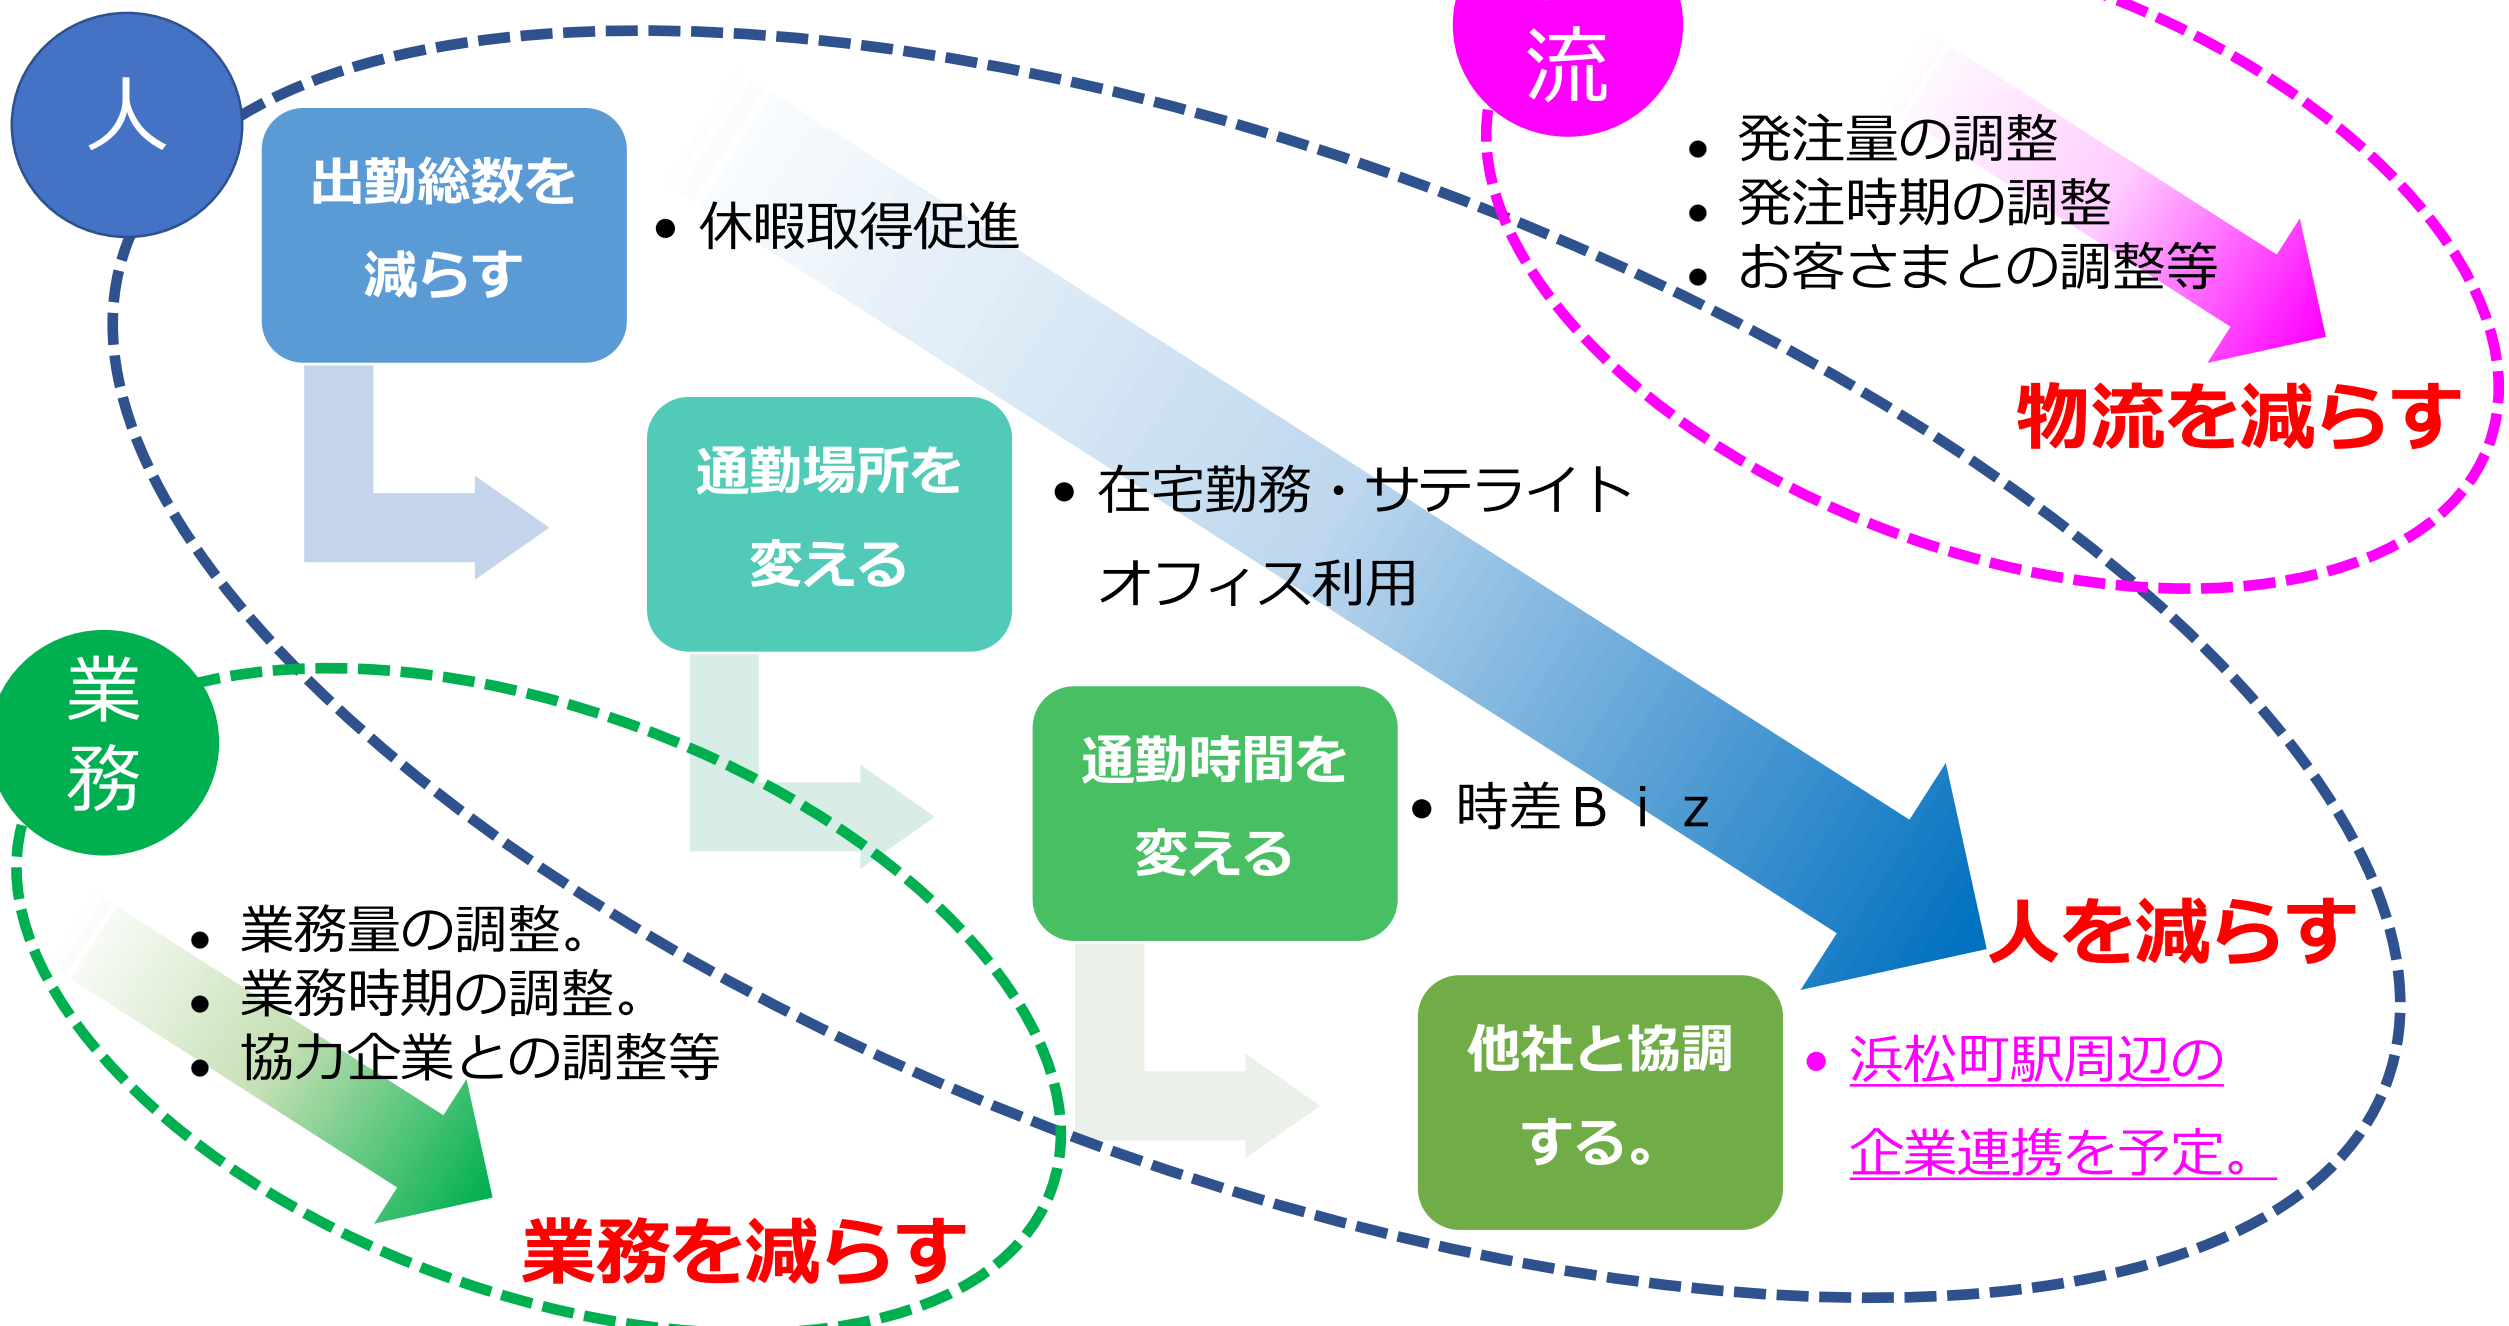 人
出勤総数を
減らす
• 休暇取得促進
流
• 発注量の調整
• 発注時期の調整
• お客さまとの調整等
物流を減らす
通勤場所を
変える
• 在宅勤務・サテライト
オフィス利用
業
務
通勤時間を
変える
• 時差Ｂｉｚ
人を減らす
• 業務量の調整。
• 業務時期の調整。
• 協力企業との調整等
業務を減らす
他社と協調
する。
• 浜松町駅周辺の
企業連携を予定。